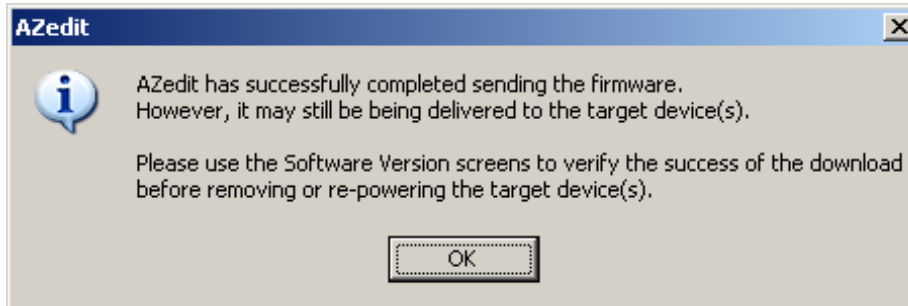 AZedit
AZedit has successfully completed sending the firmware.
However, it may still be being delivered to the target device(s).
Please use the Software Version screens to verify the success of the download
before removing or re-powering the target device(s).
OK